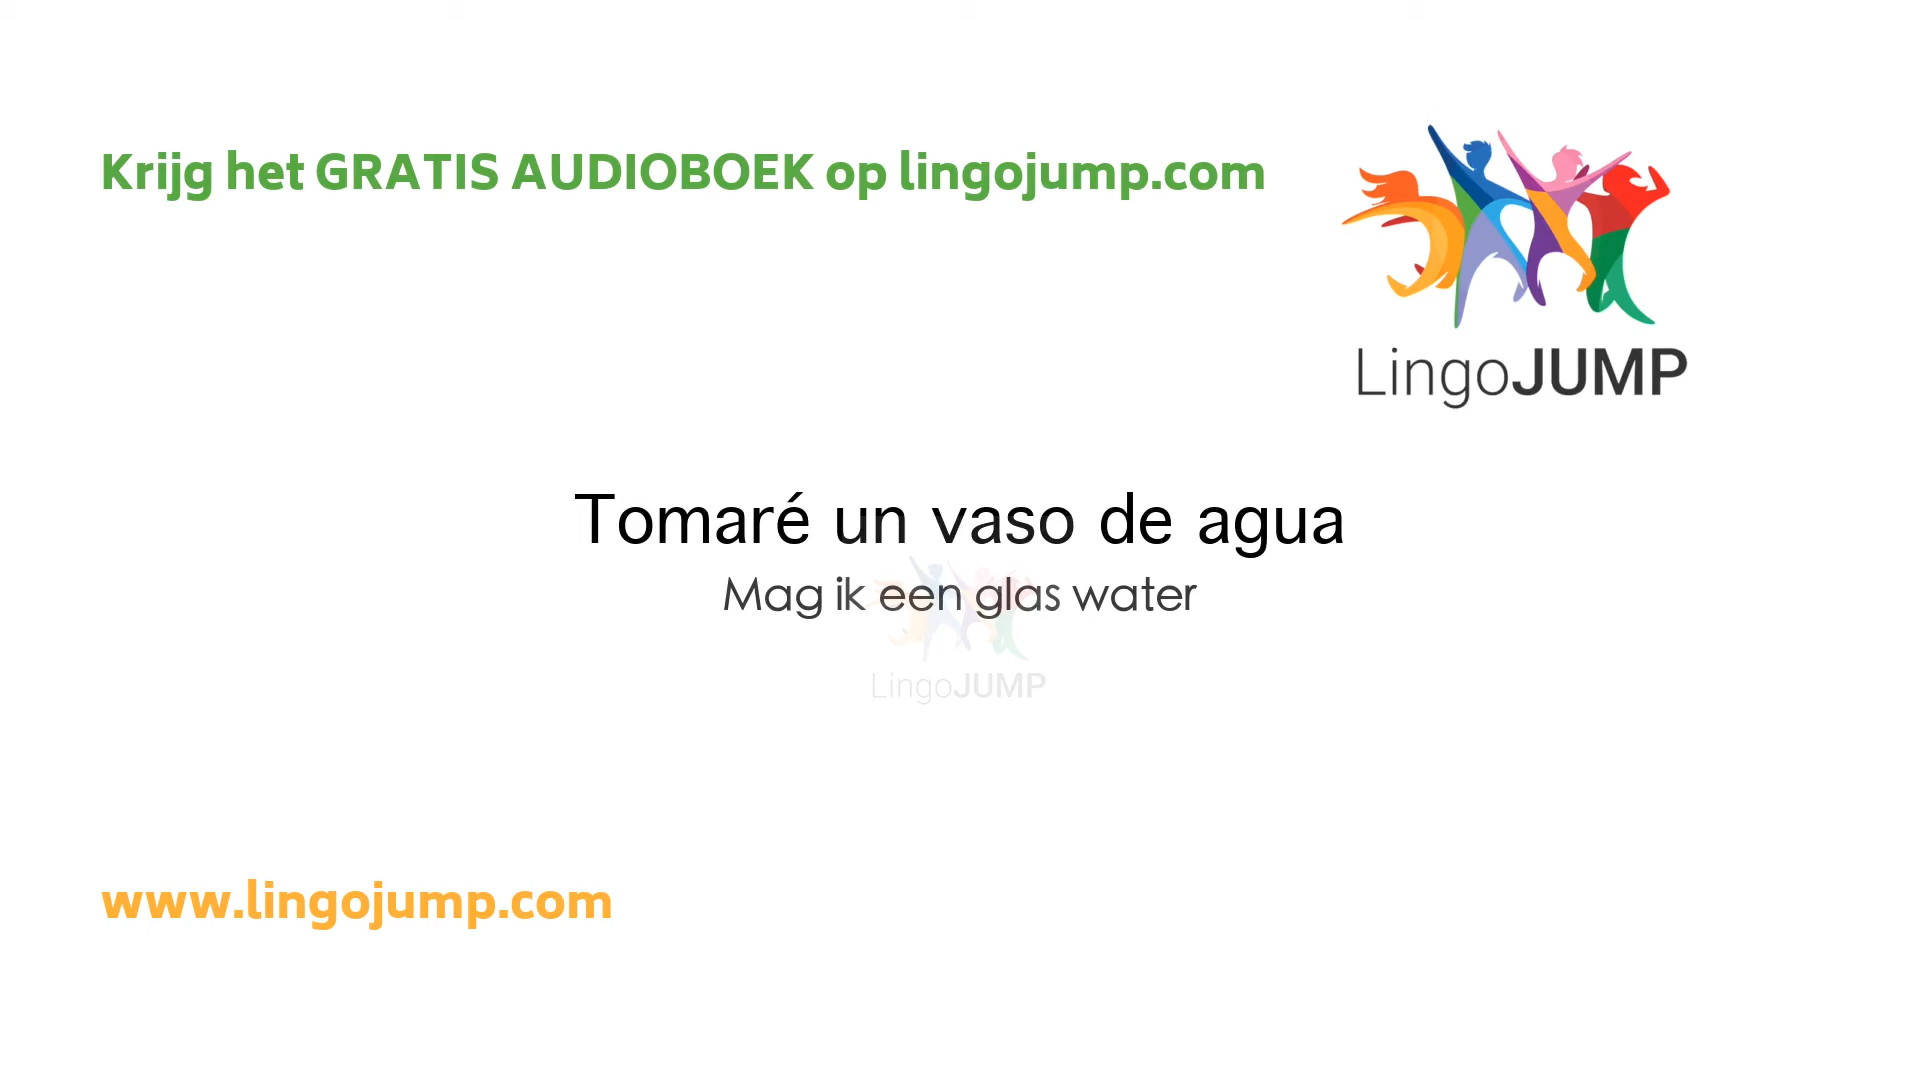 Krijg het GRATIS AUDIOBOEK op lingojump.com
LingoJUMP
Tomaré un vaso de agua
Mag ik een glas water
LingoJUMP
www.lingojump.com